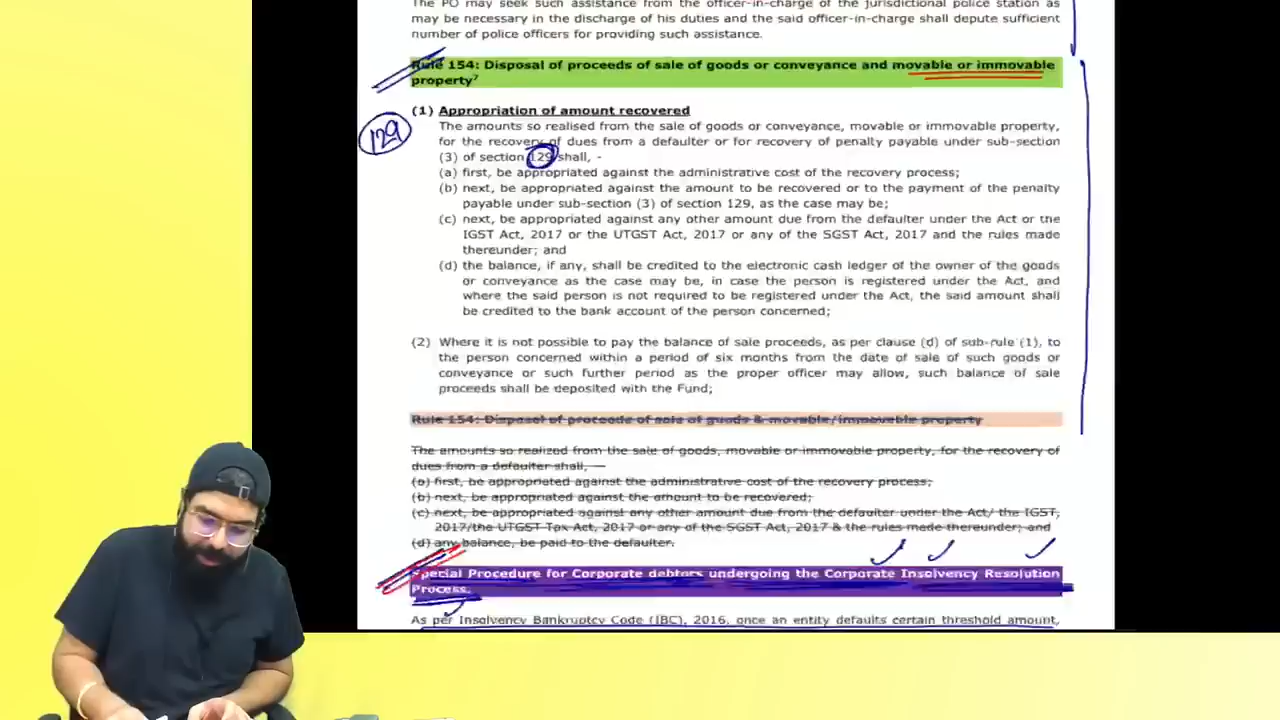 The PO may seek such assistance from the officer-in-charge of the jurisdictional police station as
may be necessary in the discharge of his duties and the said officer-in-charge shall depute sufficient
number of police officers for providing such assistance.
Rule 154: Disposal of proceeds of sale of goods or conveyance and movable or immovable
property7
(1) Appropriation of amount recovered
129
The amounts so realised from the sale of goods or conveyance, movable or immovable property,
for the recovery of dues from a defaulter or for recovery of penalty payable under sub-section
(3) of section 129 shall, -
(a) first, be appropriated against the administrative cost of the recovery process;
(b) next, be appropriated against the amount to be recovered or to the payment of the penalty
payable under sub-section (3) of section 129, as the case may be;
(c) next, be appropriated against any other amount due from the defaulter under the Act or the
IGST Act, 2017 or the UTGST Act, 2017 or any of the SGST Act, 2017 and the rules made
thereunder; and
(d) the balance, if any, shall be credited to the electronic cash ledger of the owner of the goods
or conveyance as the case may be, in case the person is registered under the Act, and
where the said person is not required to be registered under the Act, the said amount shall
be credited to the bank account of the person concerned;
(2) Where it is not possible to pay the balance of sale proceeds, as per clause (d) of sub-rule (1), to
the person concerned within a period of six months from the date of sale of such goods or
conveyance or such further period as the proper officer may allow, such balance of sale
proceeds shall be deposited with the Fund;
Rule 154: Disposal of proceeds of sale of goods & movable/immovable property
The amounts so realized from the sale of goods, movable or immovable property, for the recovery of
dues from a defaulter shall, —
(a) first, be appropriated against the administrative cost of the recovery process;
(b) next, be appropriated against the amount to be recovered;
(c) next, be appropriated against any other amount due from the defaulter under the Act/ the IGST,
2017/the UTGST Tax Act, 2017 or any of the SGST Act, 2017 & the rules made thereunder; and
(d) any balance, be paid to the defaulter.
Special Procedure for Corporate debtors undergoing the Corporate Insolvency Resolution
Process.
As per Insolvency Bankruptcy Code (IBC), 2016, once an entity defaults certain threshold amount,